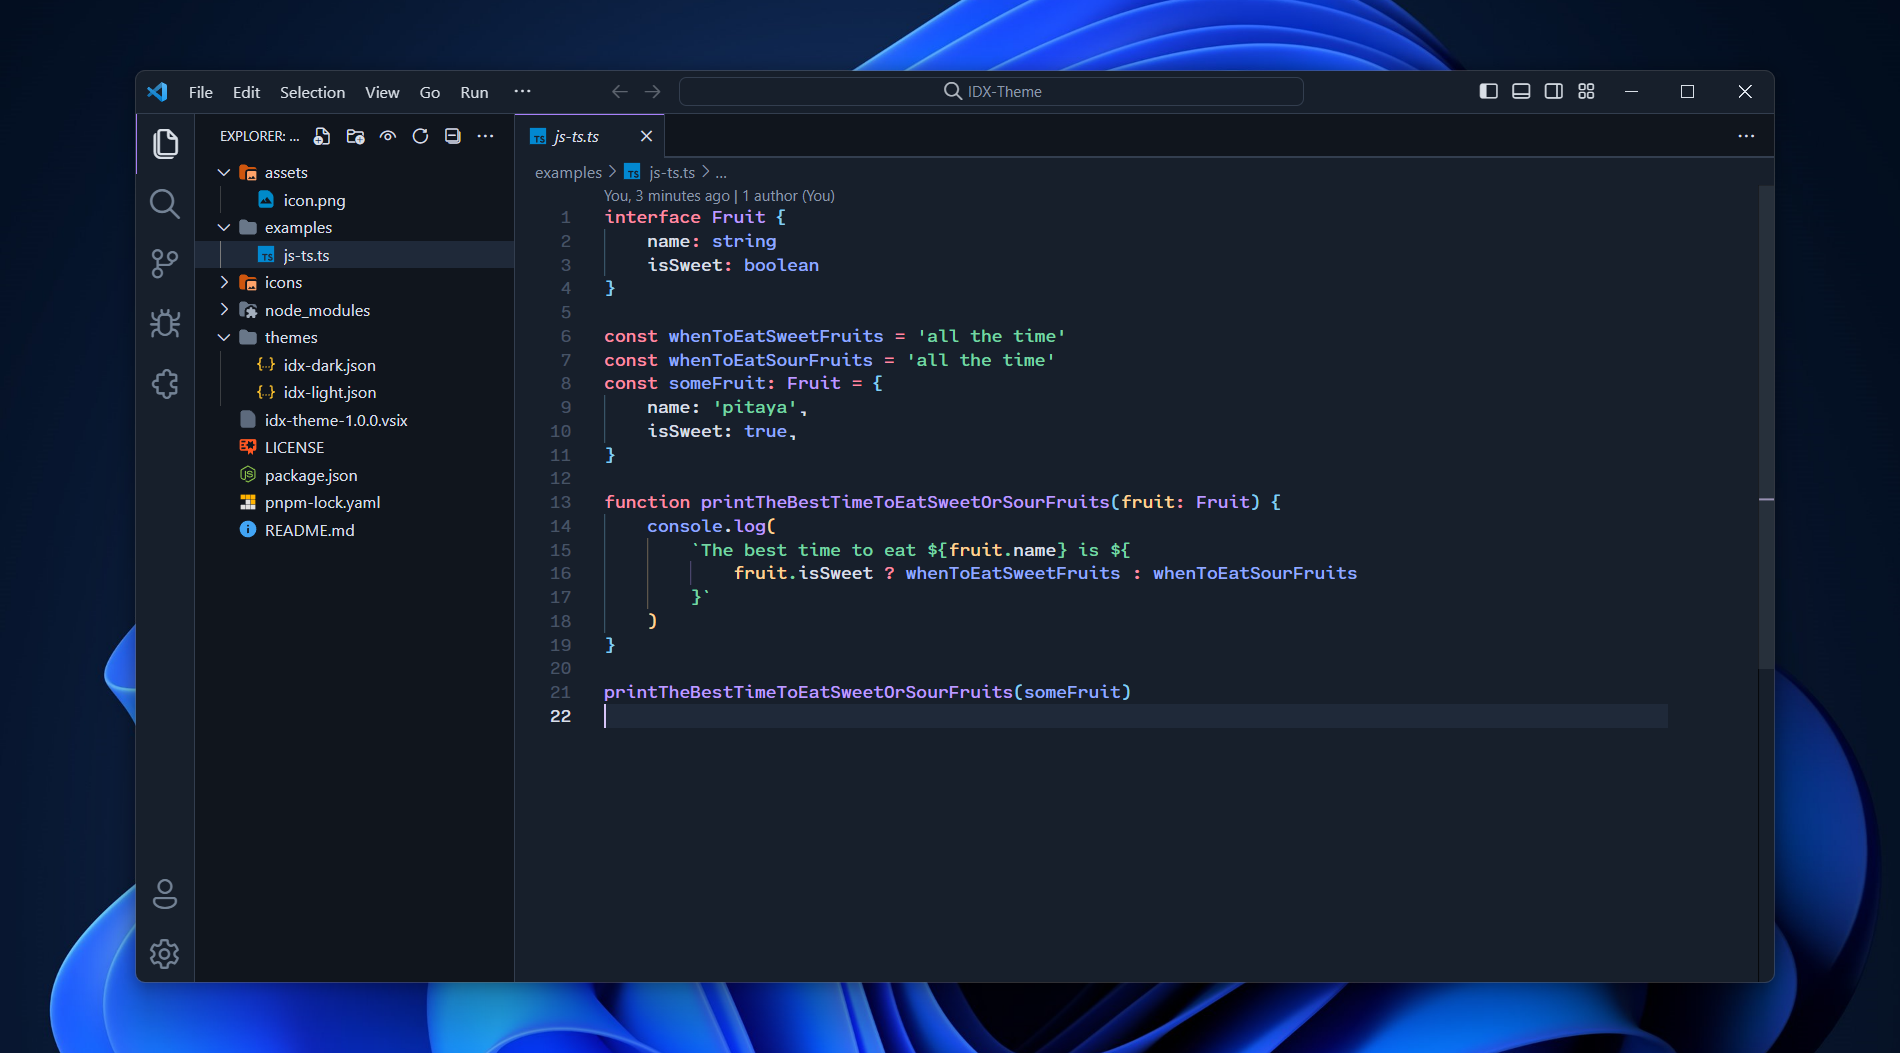 File Edit Selection View Go Run ···
IDX-Theme
EXPLORER: ...
assets
icon.png
examples
js-ts.ts
icons
node_modules
themes
idx-dark.json
idx-light.json
idx-theme-1.0.0.vsix
LICENSE
package.json
pnpm-lock.yaml
README.md
TS js-ts.ts
examples > TS js-ts.ts > ...
You, 3 minutes ago | 1 author (You)
1 interface Fruit {
2     name: string
3     isSweet: boolean
4 }
5
6 const whenToEatSweetFruits = 'all the time'
7 const whenToEatSourFruits = 'all the time'
8 const someFruit: Fruit = {
9     name: 'pitaya',
10     isSweet: true,
11 }
12
13 function printTheBestTimeToEatSweetOrSourFruits(fruit: Fruit) {
14     console.log(
15         `The best time to eat ${fruit.name} is ${
16             fruit.isSweet ? whenToEatSweetFruits : whenToEatSourFruits
17         }`
18     )
19 }
20
21 printTheBestTimeToEatSweetOrSourFruits(someFruit)
22